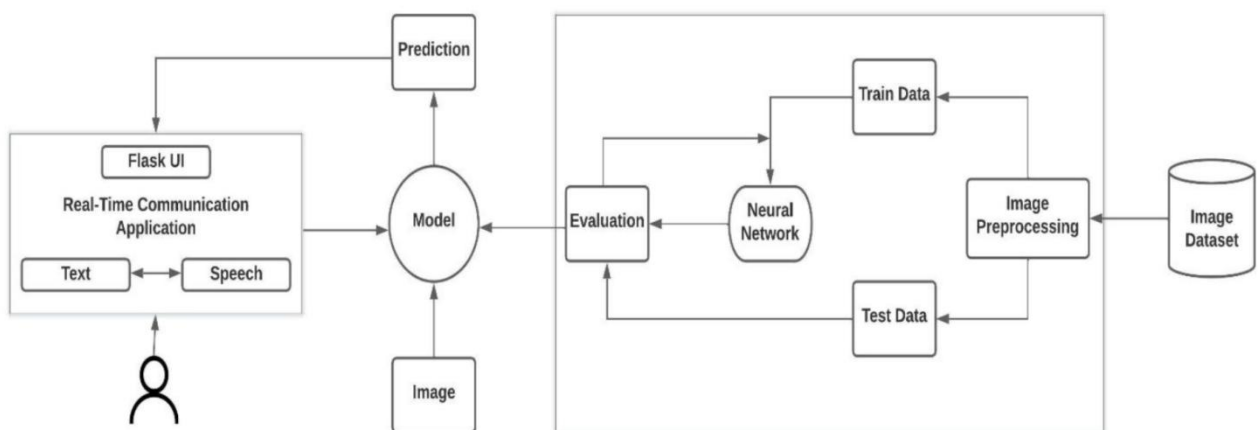 Prediction
Flask UI
Real-Time Communication
Application
Text
Speech
Model
Image
Train Data
Evaluation
Neural
Network
Image
Preprocessing
Test Data
Image
Dataset